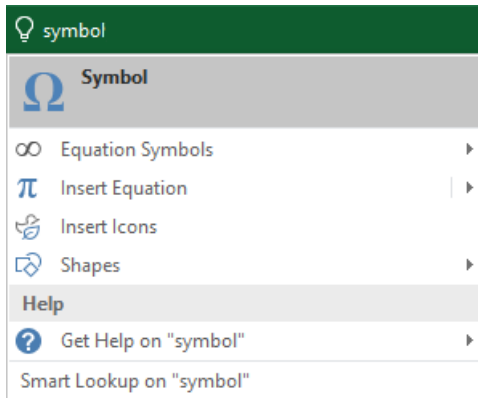 symbol
Symbol
Equation Symbols
Insert Equation
Insert Icons
Shapes
Help
Get Help on "symbol"
Smart Lookup on "symbol"